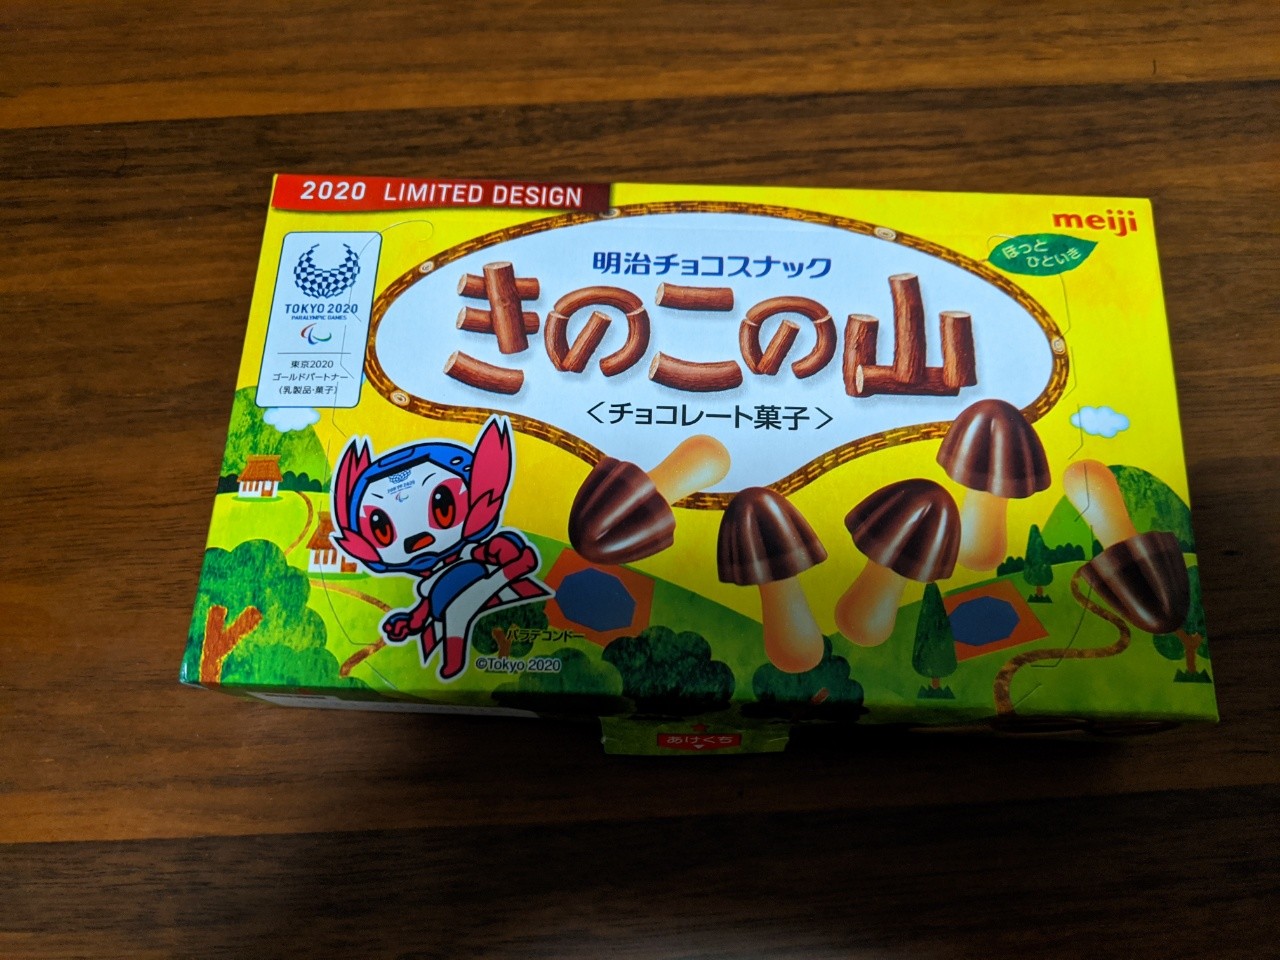 2020 LIMITED DESIGN
meiji
ほっと
ひといき
TOKYO 2020
PARALYMPIC GAMES
東京2020
ゴールドパートナー
(乳製品・菓子)
明治チョコスナック
きのこの山
<チョコレート菓子>
TOKYO 2020
パラテコンドー
©Tokyo 2020
あけくち